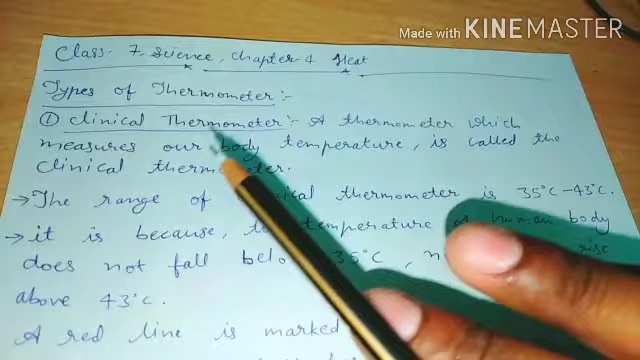 Made with KINEMASTER
Class- 7, science, chapter-4 Heat
Types of Thermometer:-
① Clinical Thermometer:- A thermometer which
measures our body temperature, is called the
clinical thermometer.
→ The range of thermometer is 35°C-43°C.
→ it is because, temperature human body
does not fall 35°C, rise
above 43°C.
A red line is marked